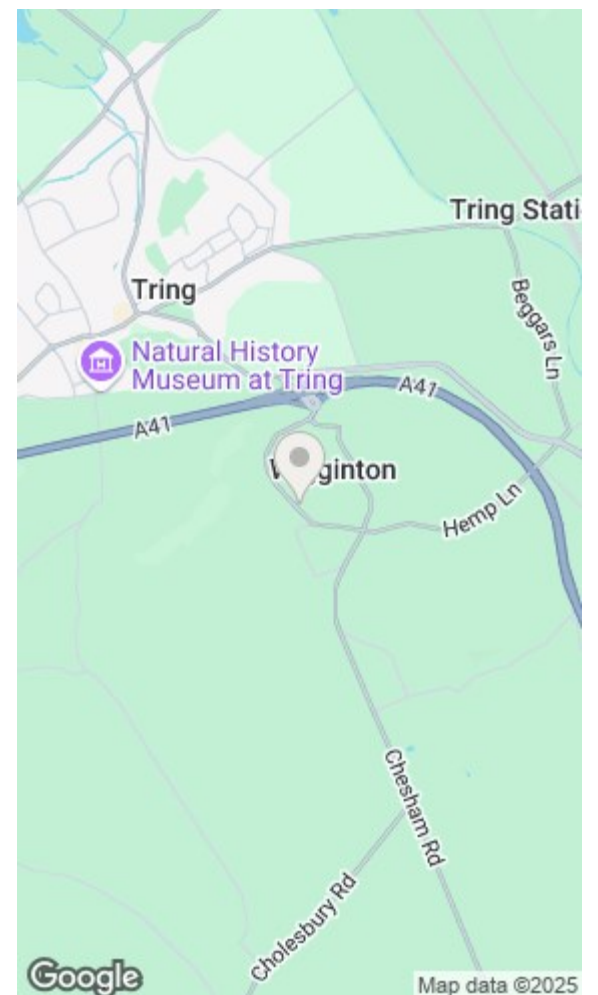 Tring Stati
Tring
Beggars Ln
Natural History
Museum at Tring
A41
A41
W ginton
Hemp Ln
Chesham Rd
Cholesbury Rd
Google
Map data ©2025